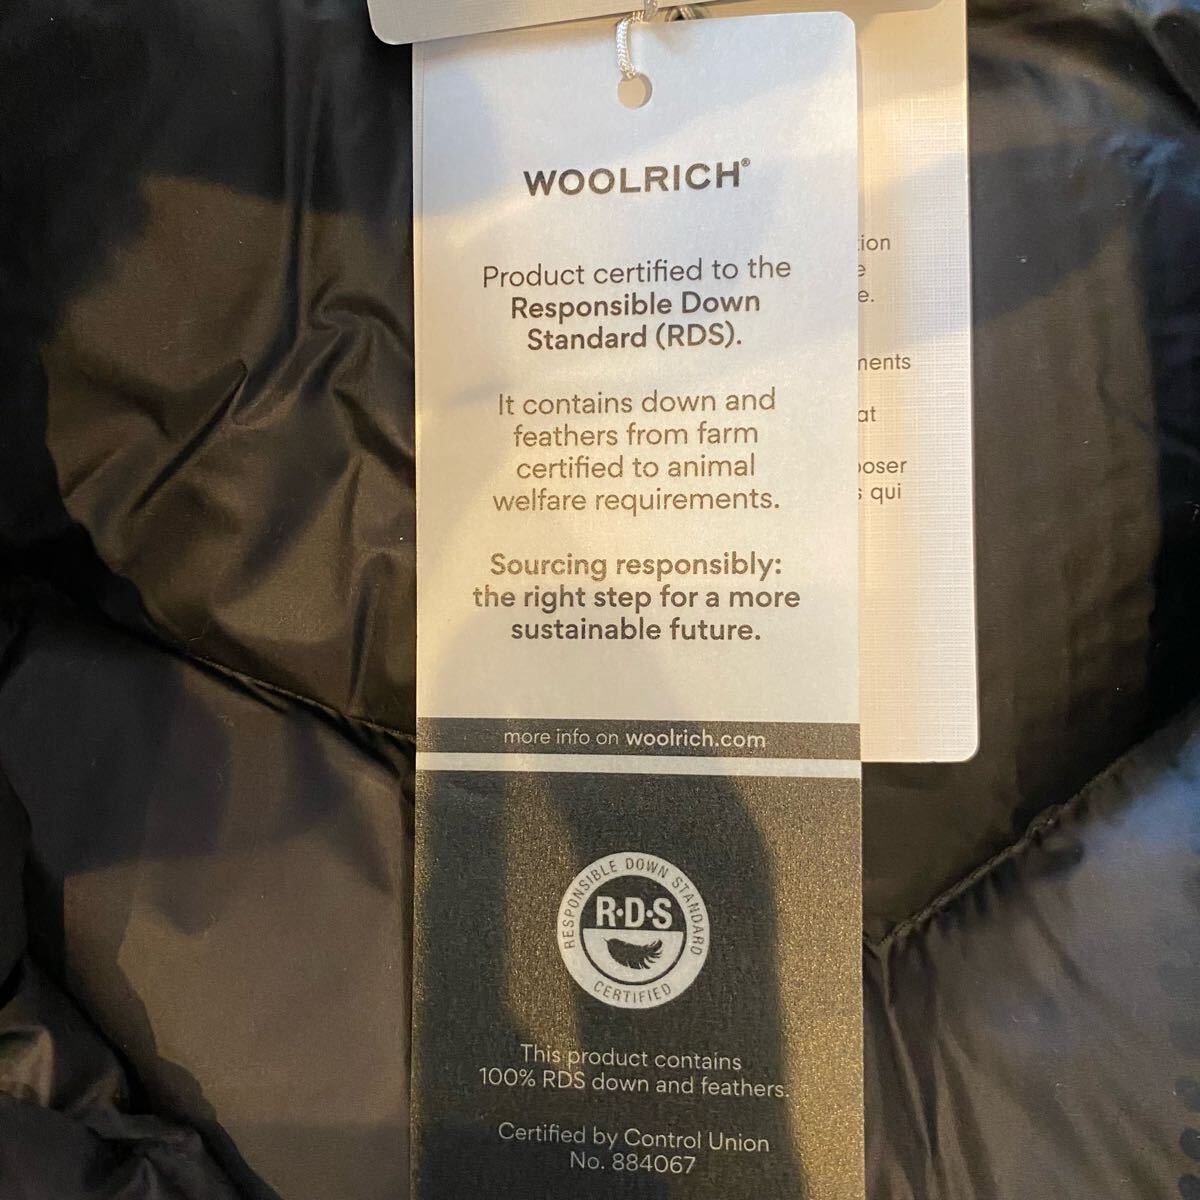 WOOLRICH®
Product certified to the
Responsible Down
Standard (RDS).
It contains down and
feathers from farm
certified to animal
welfare requirements.
Sourcing responsibly:
the right step for a more
sustainable future.
more info on woolrich.com
RESPONSIBLE DOWN STANDARD
R·D·S
CERTIFIED
This product contains
100% RDS down and feathers.
Certified by Control Union
No. 884067
qui